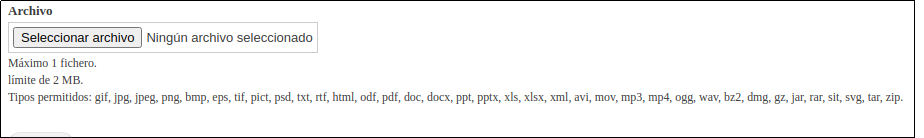 Archivo
Seleccionar archivo Ningún archivo seleccionado
Máximo 1 fichero.
límite de 2 MB.
Tipos permitidos: gif, jpg, jpeg, png, bmp, eps, tif, pict, psd, txt, rtf, html, odf, pdf, doc, docx, ppt, pptx, xls, xlsx, xml, avi, mov, mp3, mp4, ogg, wav, bz2, dmg, gz, jar, rar, sit, svg, tar, zip.